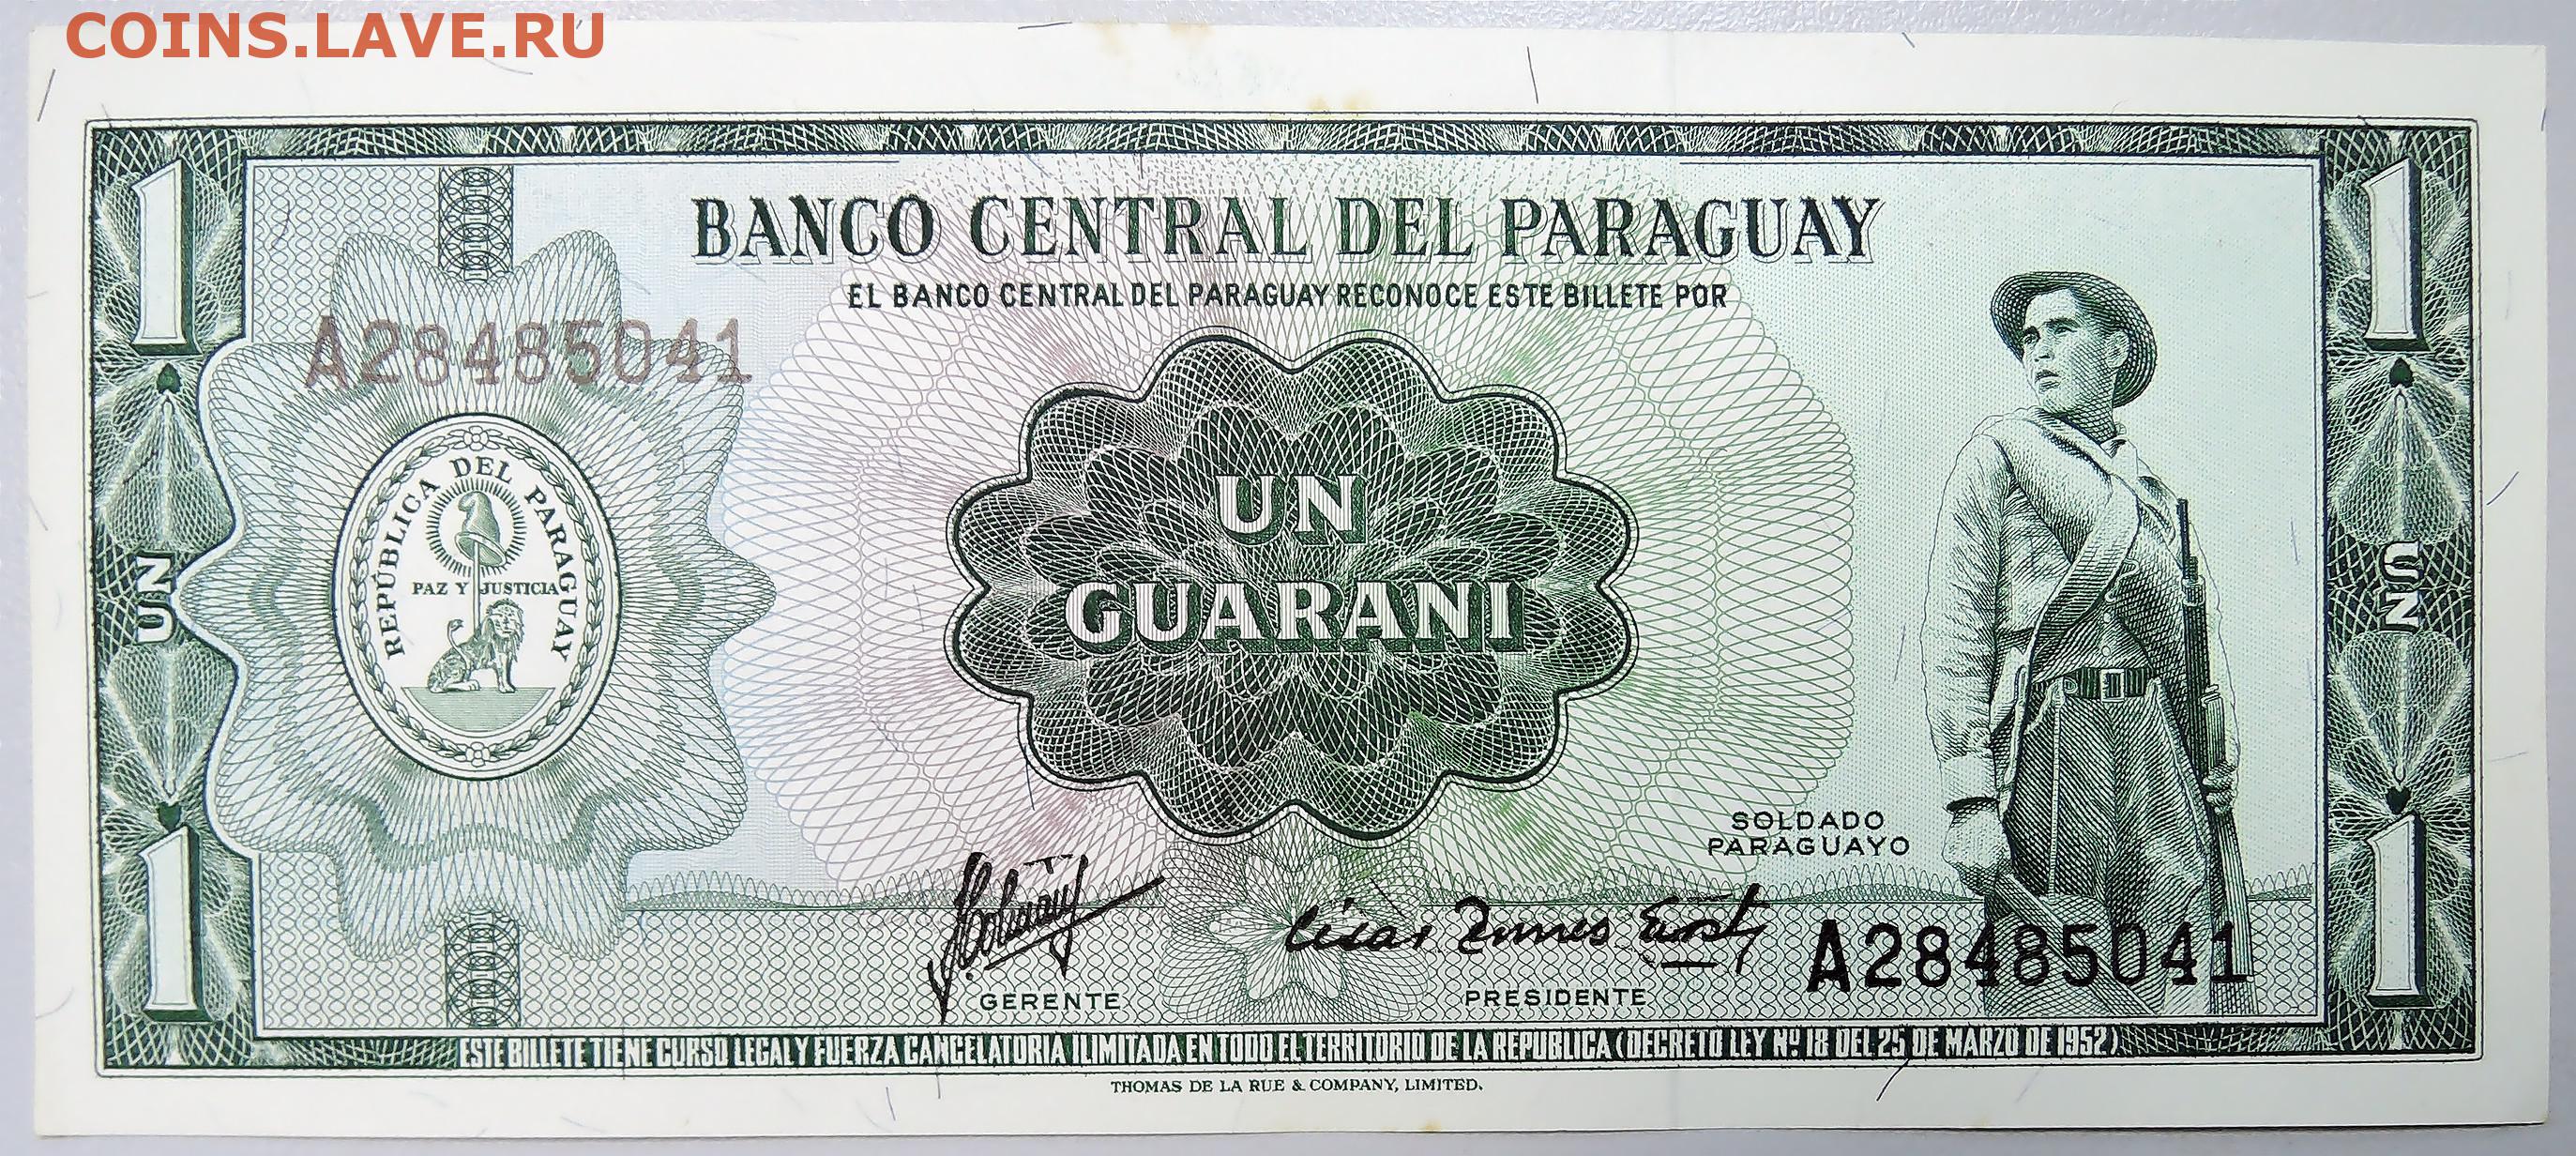 COINS.LAVE.RU
1
1
BANCO CENTRAL DEL PARAGUAY
EL BANCO CENTRAL DEL PARAGUAY RECONOCE ESTE BILLETE POR
A28485041
REPÚBLICA DEL PARAGUAY
PAZ Y JUSTICIA
UN
GUARANI
UN
UN
SOLDADO
PARAGUAYO
A28485041
GERENTE
PRESIDENTE
1
1
ESTE BILLETE TIENE CURSO LEGAL Y FUERZA CANCELATORIA ILIMITADA EN TODO EL TERRITORIO DE LA REPUBLICA (DECRETO LEY Nº 18 DEL 25 DE MARZO DE 1952)
THOMAS DE LA RUE & COMPANY, LIMITED.